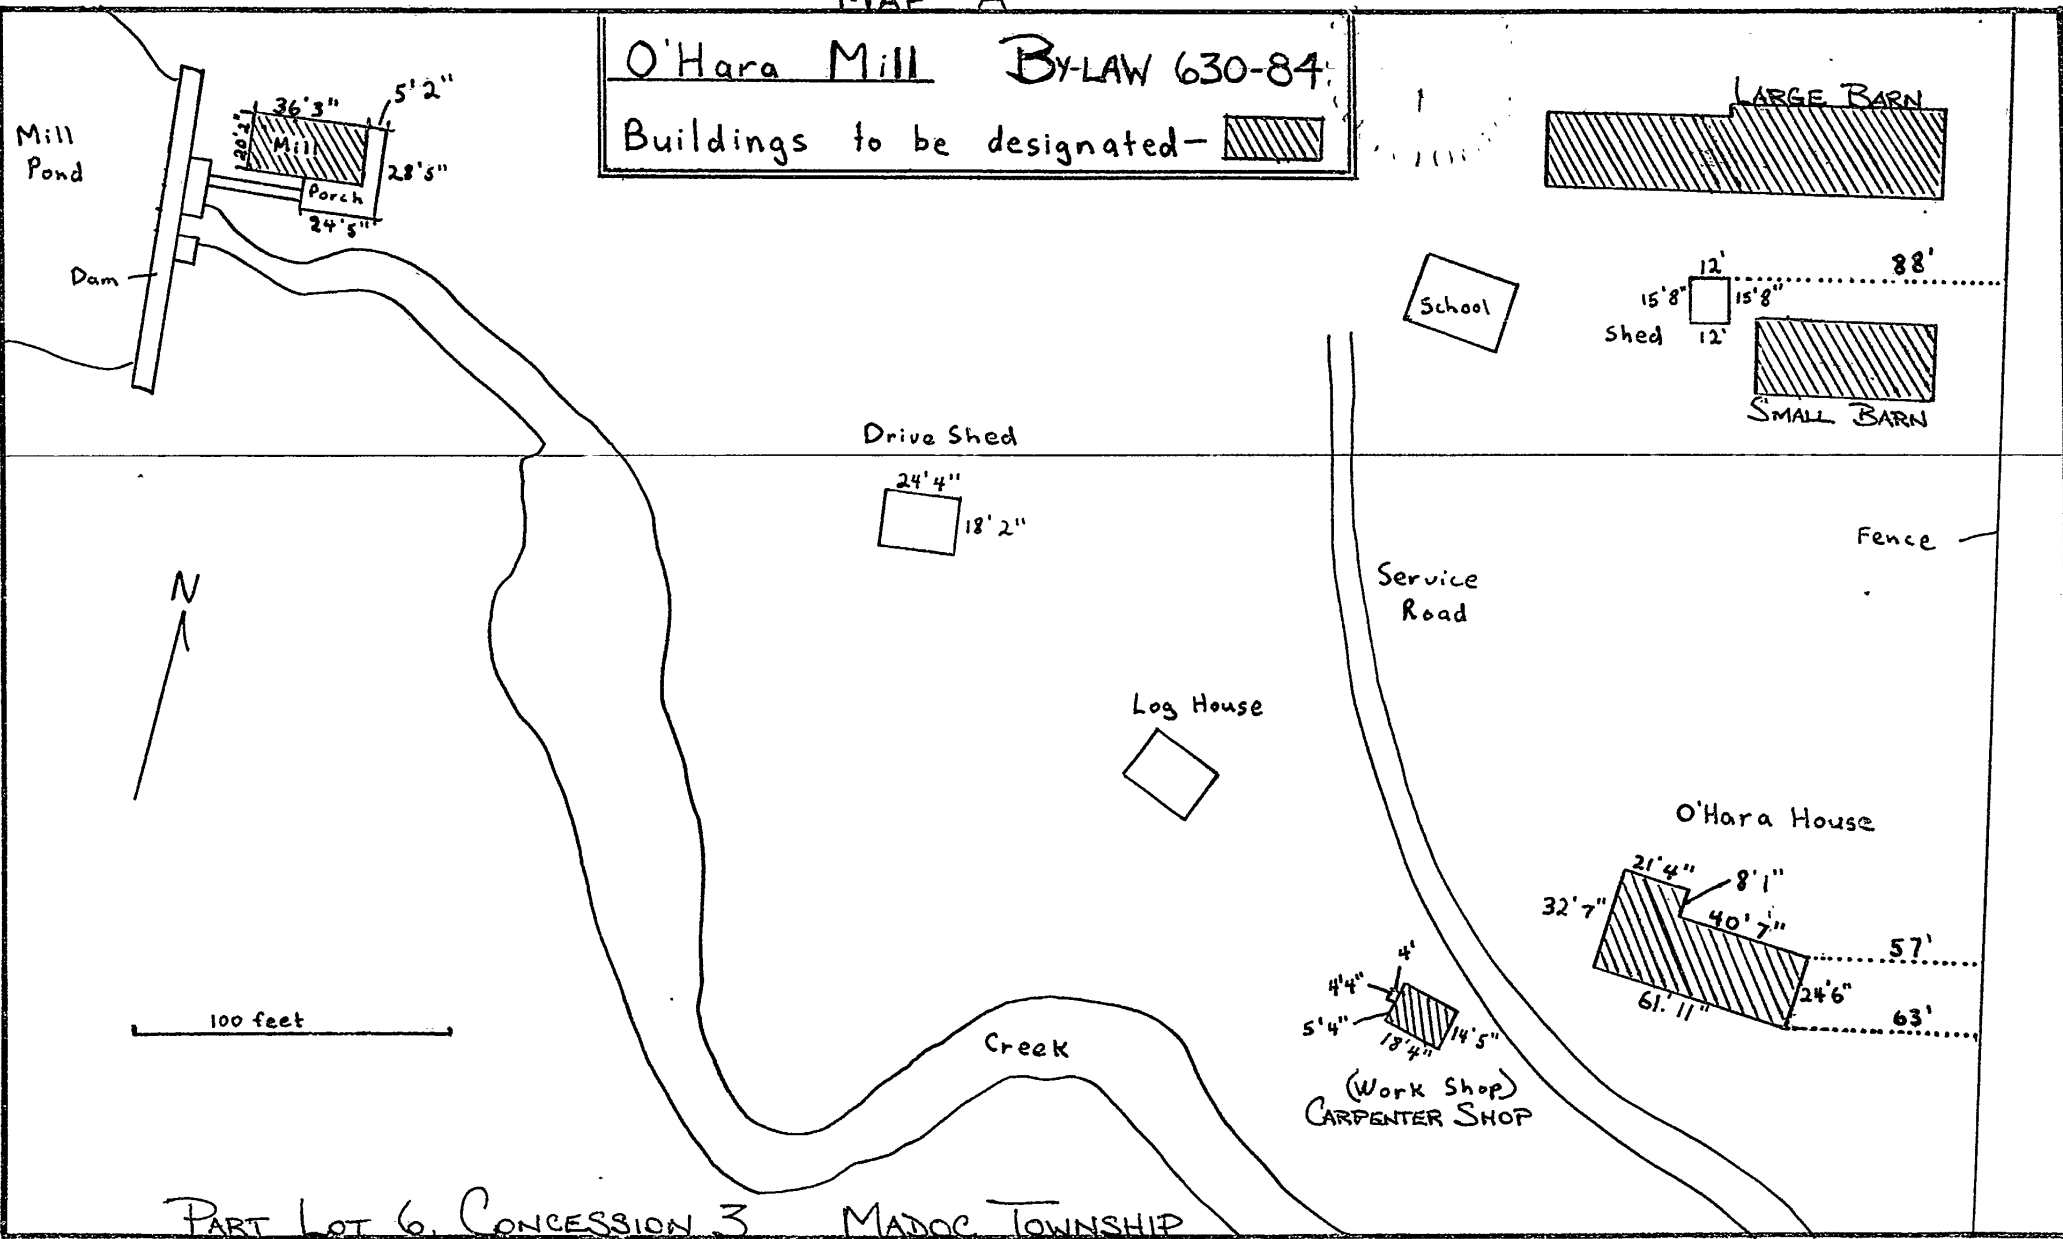 MAP A
O'Hara Mill BY-LAW 630-84
Buildings to be designated-
Mill
Pond
36'3"
5'2"
20'2"
Mill
28'5"
Porch
24'5"
Dam
LARGE BARN
School
12'
88'
15'8"
15'8"
Shed
12'
SMALL BARN
Drive Shed
24'4"
18'2"
Fence
N
Service
Road
Log House
O'Hara House
21'4"
8'1"
32'7"
40'7"
57'
24'6"
61'11"
63'
4'
4'4"
5'4"
18'4"
14'5"
100 feet
Creek
(Work Shop)
CARPENTER SHOP
PART LOT 6, CONCESSION 3 MADOC TOWNSHIP